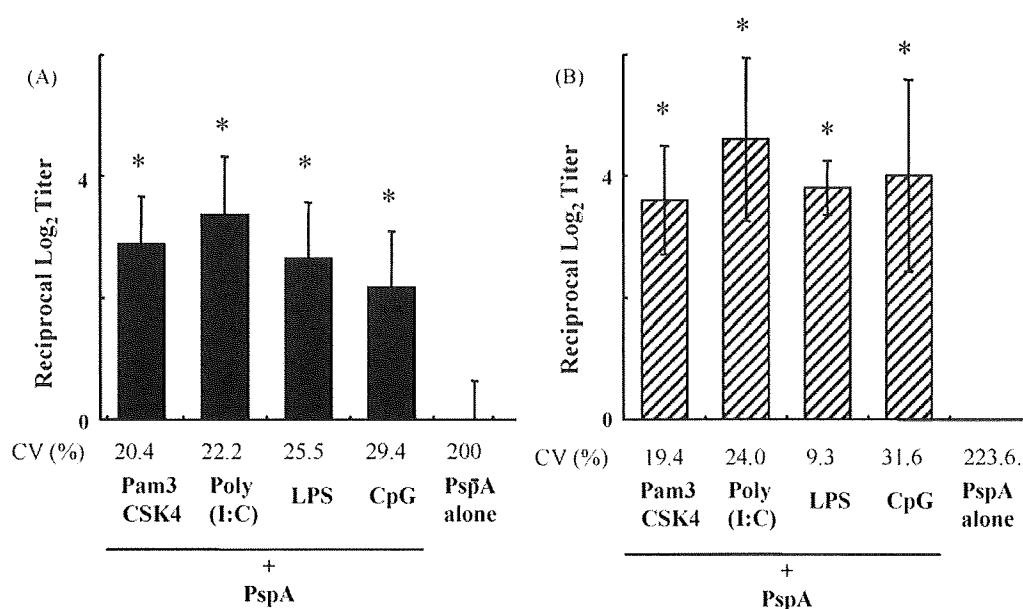 (A)
Reciprocal Log₂ Titer
4
0
* * * *
CV (%) 20.4 22.2 25.5 29.4 200
Pam3 CSK4
Poly (I:C)
LPS
CpG
PspA alone
+
PspA
(B)
Reciprocal Log₂ Titer
4
0
* * * *
CV (%) 19.4 24.0 9.3 31.6 223.6.
Pam3 CSK4
Poly (I:C)
LPS
CpG
PspA alone
+
PspA